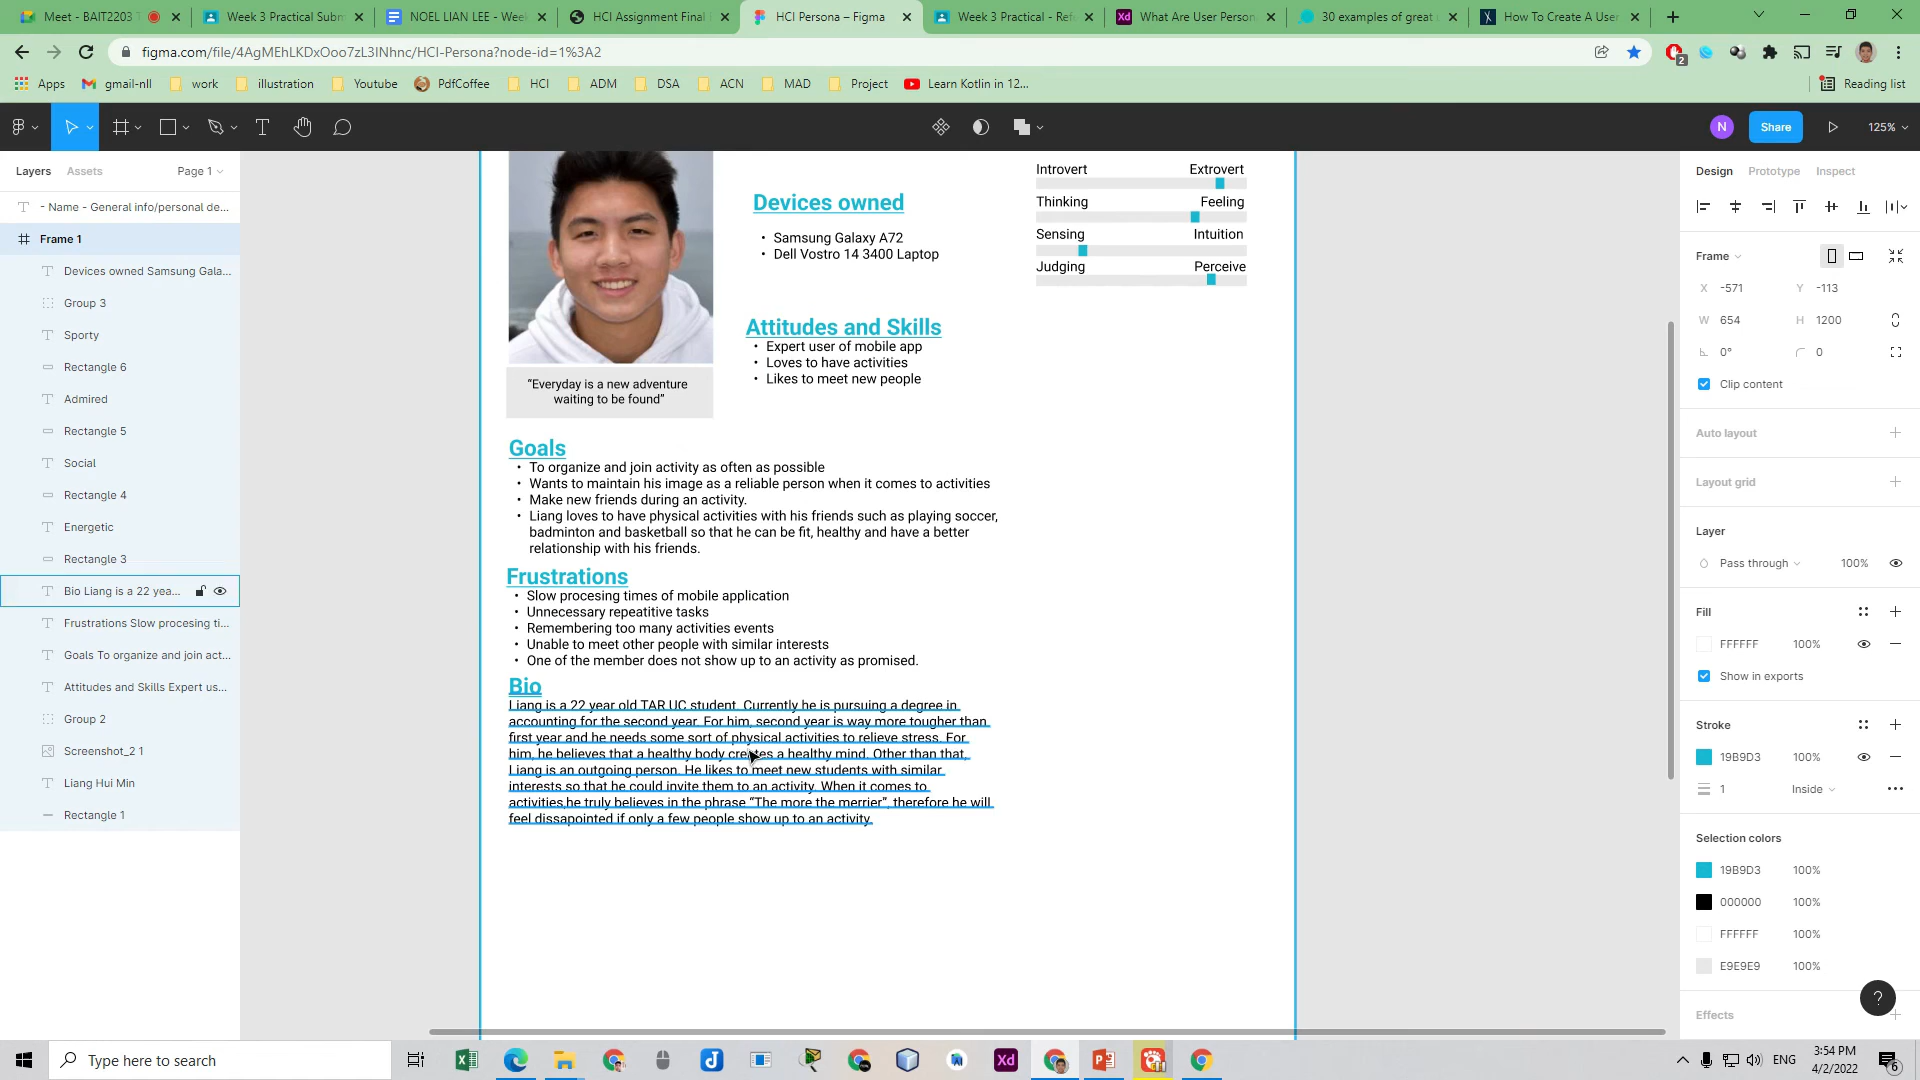 Meet - BAIT2203
Week 3 Practical Subm
NOEL LIAN LEE - Wee
HCI Assignment Final
HCI Persona – Figma
Week 3 Practical - Ref
What Are User Person
30 examples of great
How To Create A User
figma.com/file/4AgMEhLKDxOoo7zL3INhnc/HCI-Persona?node-id=1%3A2
2
Apps
gmail-nll
work
illustration
Youtube
PdfCoffee
HCI
ADM
DSA
ACN
MAD
Project
Learn Kotlin in 12...
Reading list
N
Share
125%
Layers
Assets
Page 1
- Name - General info/personal de...
Frame 1
Devices owned Samsung Gala...
Group 3
Sporty
Rectangle 6
Admired
Rectangle 5
Social
Rectangle 4
Energetic
Rectangle 3
Bio Liang is a 22 yea...
Frustrations Slow procesing ti...
Goals To organize and join act...
Attitudes and Skills Expert us...
Group 2
Screenshot_2 1
Liang Hui Min
Rectangle 1
Devices owned
• Samsung Galaxy A72
• Dell Vostro 14 3400 Laptop
Introvert Extrovert
Thinking Feeling
Sensing Intuition
Judging Perceive
Attitudes and Skills
• Expert user of mobile app
• Loves to have activities
• Likes to meet new people
“Everyday is a new adventure
waiting to be found”
Goals
• To organize and join activity as often as possible
• Wants to maintain his image as a reliable person when it comes to activities
• Make new friends during an activity.
• Liang loves to have physical activities with his friends such as playing soccer,
badminton and basketball so that he can be fit, healthy and have a better
relationship with his friends.
Frustrations
• Slow procesing times of mobile application
• Unnecessary repeatitive tasks
• Remembering too many activities events
• Unable to meet other people with similar interests
• One of the member does not show up to an activity as promised.
Bio
Liang is a 22 year old TAR UC student. Currently he is pursuing a degree in
accounting for the second year. For him, second year is way more tougher than
first year and he needs some sort of physical activities to relieve stress. For
him, he believes that a healthy body creates a healthy mind. Other than that,
Liang is an outgoing person. He likes to meet new students with similar
interests so that he could invite them to an activity. When it comes to
activities,he truly believes in the phrase “The more the merrier”, therefore he will
feel dissapointed if only a few people show up to an activity.
Design
Prototype
Inspect
Frame
X -571
Y -113
W 654
H 1200
0°
0
Clip content
Auto layout
Layout grid
Layer
Pass through
100%
Fill
FFFFFF 100%
Show in exports
Stroke
19B9D3 100%
1
Inside
Selection colors
19B9D3 100%
000000 100%
FFFFFF 100%
E9E9E9 100%
Effects
?
Type here to search
Xd
ENG
3:54 PM
4/2/2022
6